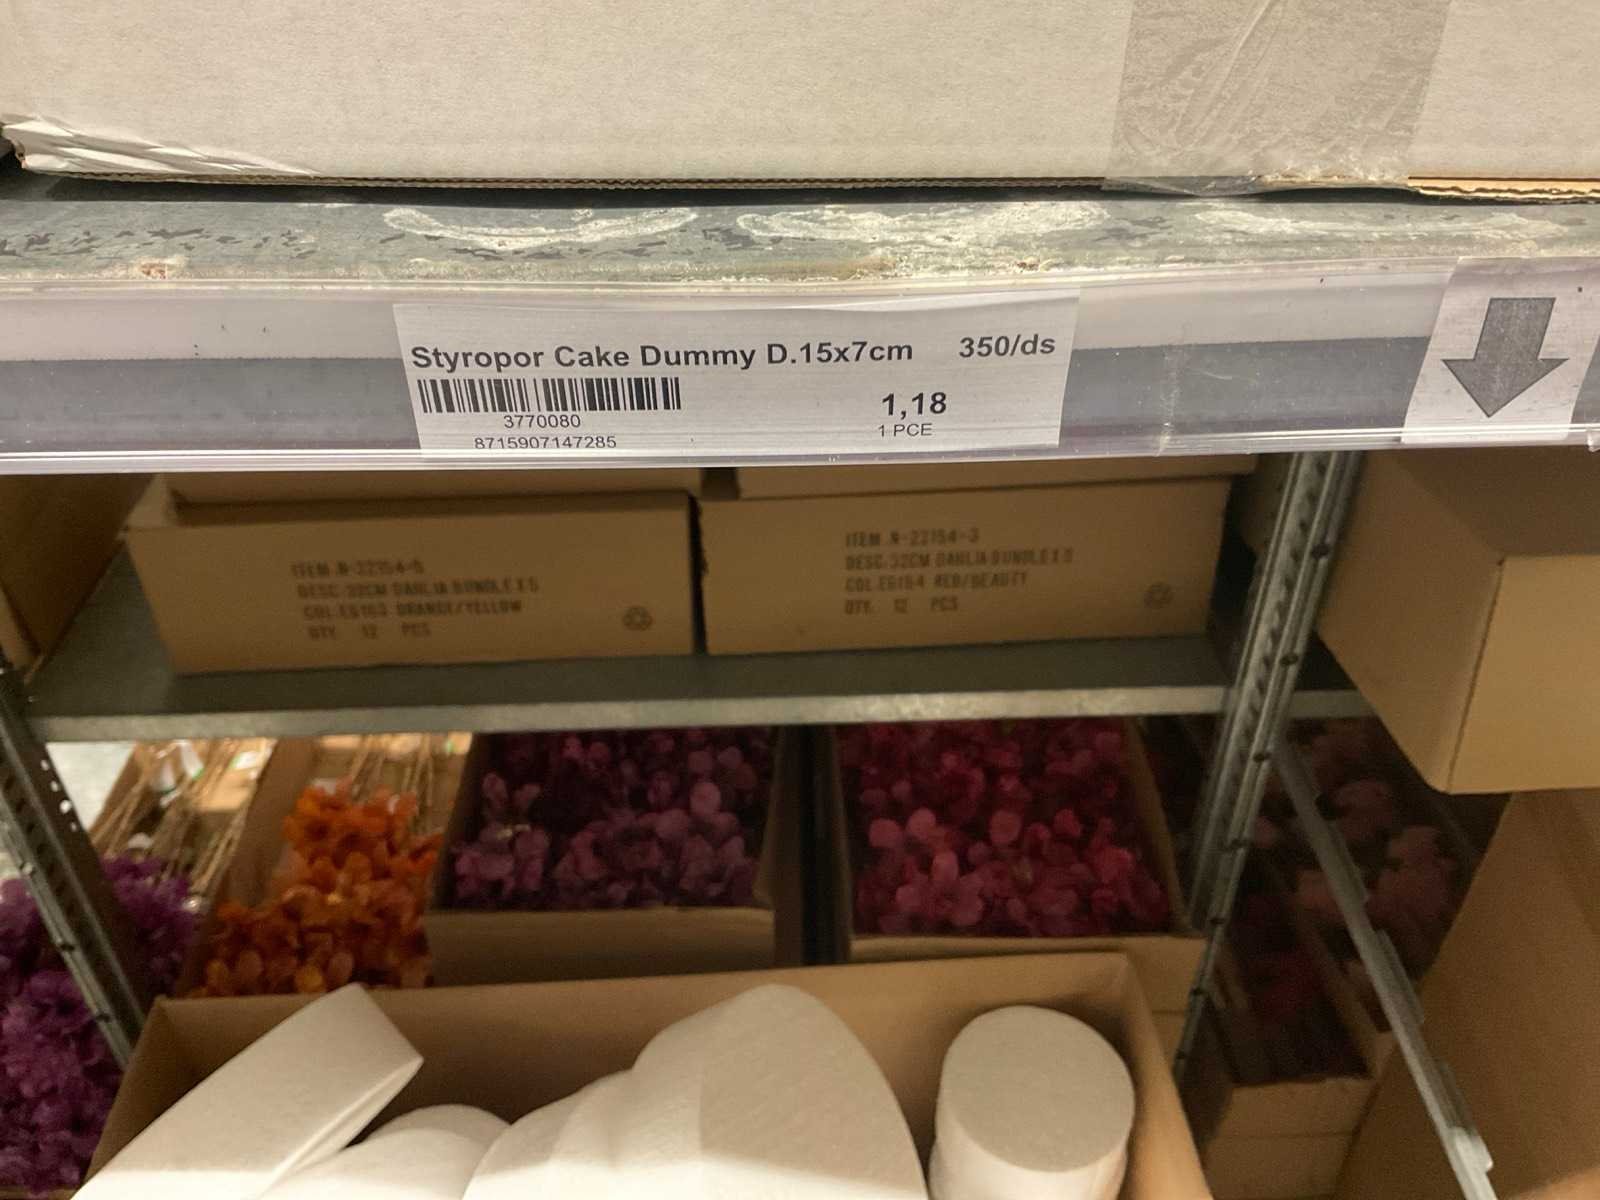 Styropor Cake Dummy D.15x7cm 350/ds
3770080
8715907147285
1,18
1 PCE
ITEM .N-22154-5
DESC:32CM DAHLIA BUNDLE X 5
COL.EG163 ORANGE/YELLOW
QTY. 12 PCS
ITEM .N-22154-3
DESC:32CM DAHLIA BUNDLE X 5
COL.EG164 RED/BEAUTY
QTY. 12 PCS